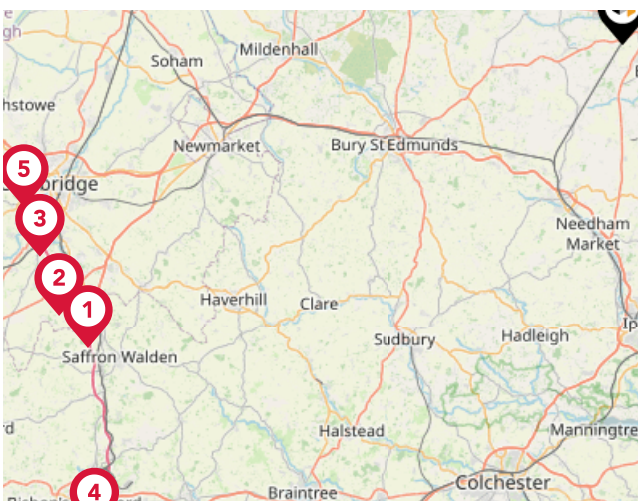 Soham
Mildenhall
Newmarket
Bury St Edmunds
5
3
2
1
4
Needham
Market
Haverhill
Clare
Sudbury
Hadleigh
Saffron Walden
Halstead
Braintree
Colchester